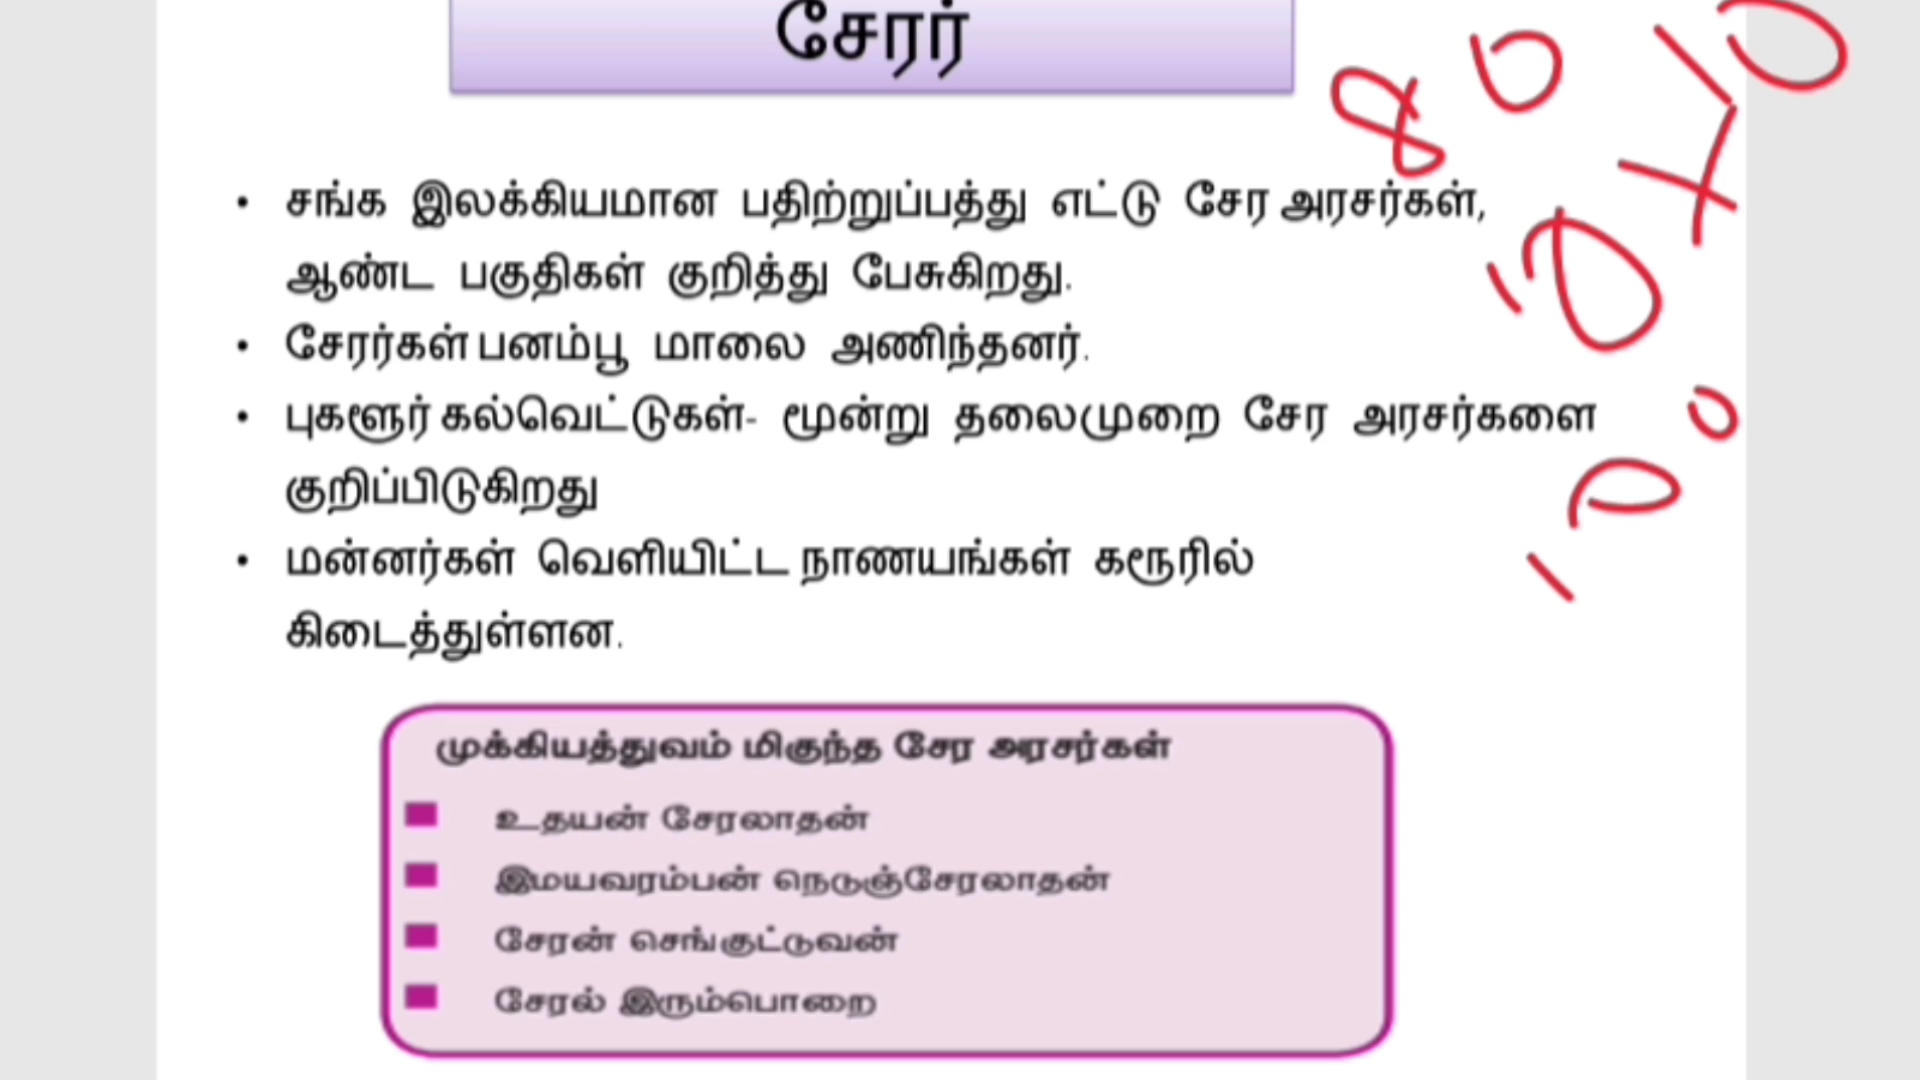 சேரர்
80
10
x
10
100
• சங்க இலக்கியமான பதிற்றுப்பத்து எட்டு சேர அரசர்கள்,
ஆண்ட பகுதிகள் குறித்து பேசுகிறது.
• சேரர்கள் பனம்பூ மாலை அணிந்தனர்.
• புகளூர் கல்வெட்டுகள்- மூன்று தலைமுறை சேர அரசர்களை
குறிப்பிடுகிறது
• மன்னர்கள் வெளியிட்ட நாணயங்கள் கரூரில்
கிடைத்துள்ளன.
முக்கியத்துவம் மிகுந்த சேர அரசர்கள்
உதயன் சேரலாதன்
இமயவரம்பன் நெடுஞ்சேரலாதன்
சேரன் செங்குட்டுவன்
சேரல் இரும்பொறை